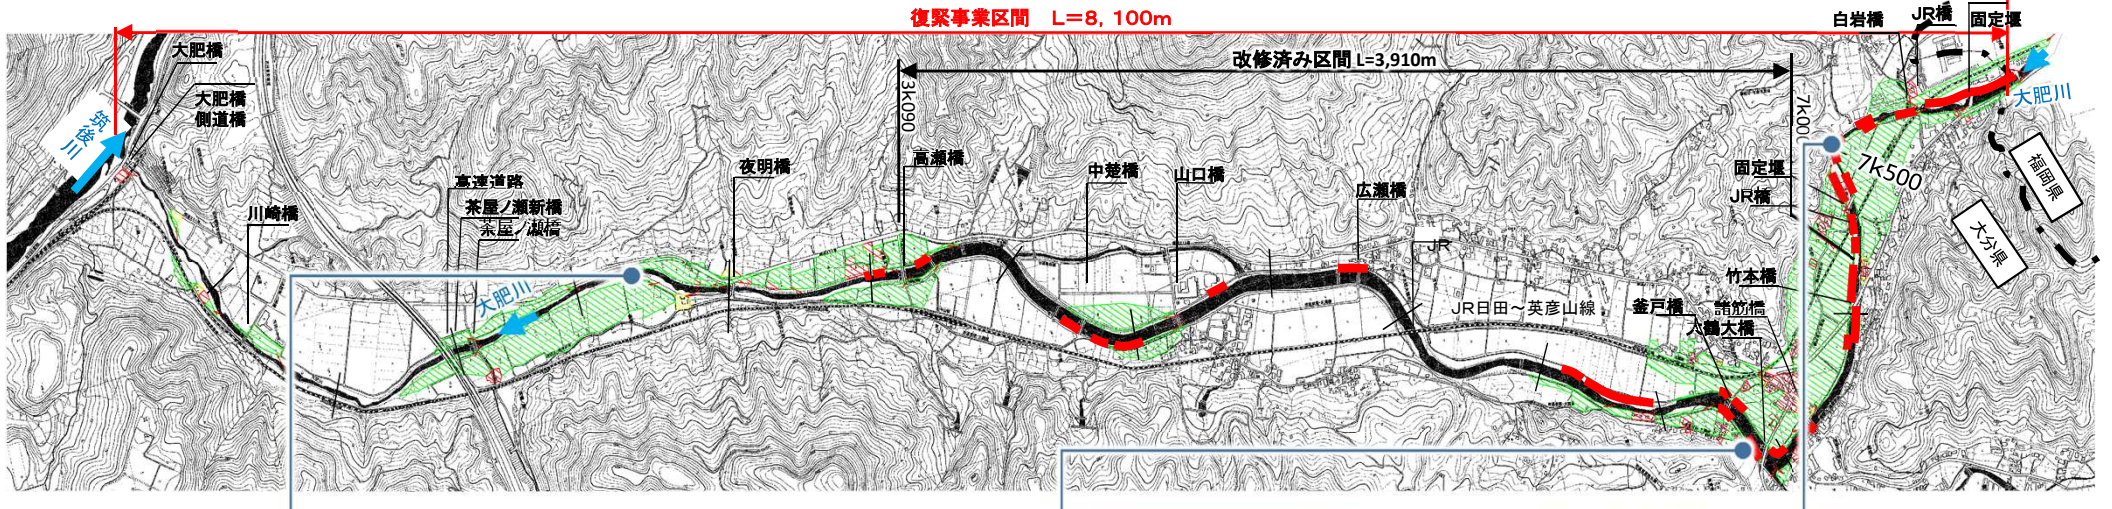 復緊事業区間　L＝8，100m
改修済み区間 L=3,910m
白岩橋
JR橋
固定堰
大肥橋
大肥橋
側道橋
筑後川
3k090
7k00
大肥川
7k500
福岡県
大分県
高瀬橋
夜明橋
中楚橋
山口橋
広瀬橋
固定堰
JR橋
高速道路
茶屋ノ瀬新橋
茶屋ノ瀬橋
川崎橋
JR
大肥川
JR日田～英彦山線
竹本橋
釜戸橋
諸筋橋
大鶴大橋